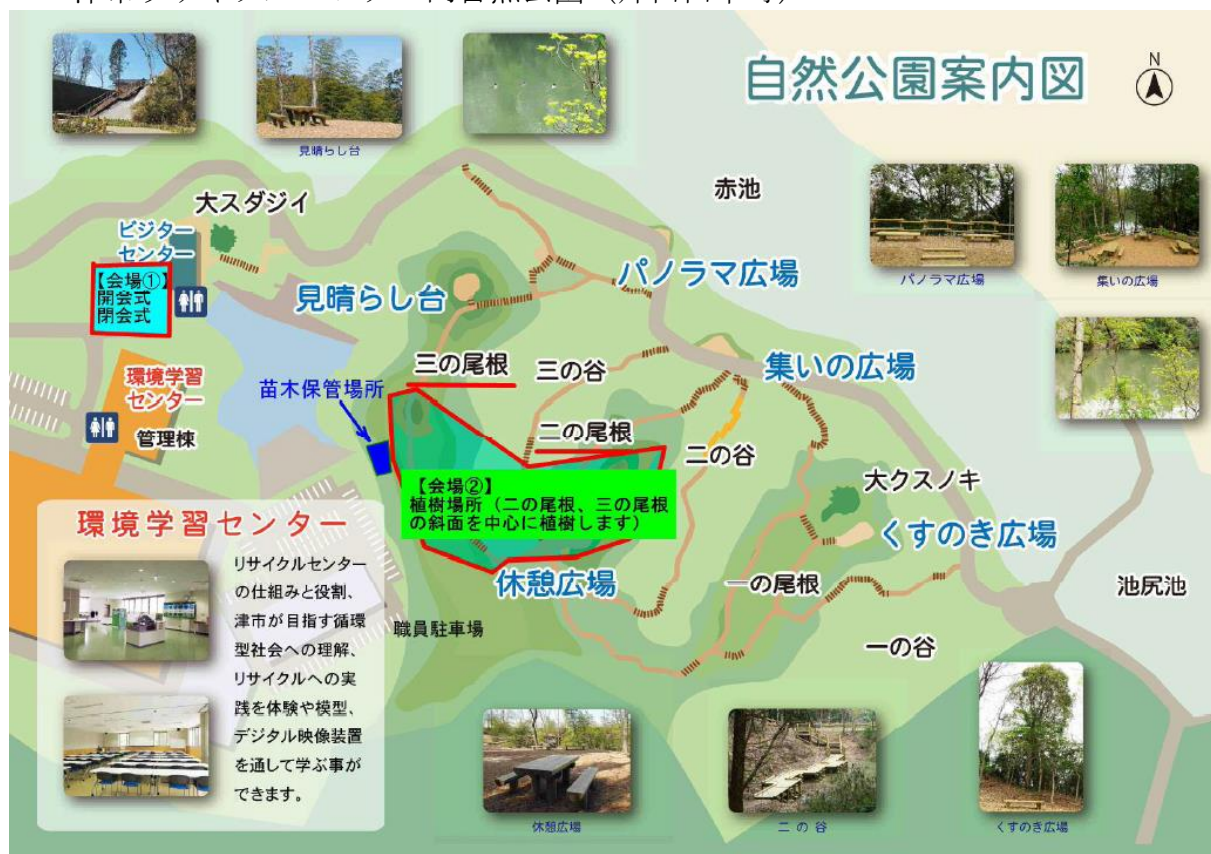 自然公園案内図
N
見晴らし台
大スダジイ
赤池
ビジター
センター
【会場①】
開会式
閉会式
見晴らし台
パノラマ広場
パノラマ広場
集いの広場
三の尾根
三の谷
集いの広場
環境学習
センター
苗木保管場所
管理棟
二の尾根
二の谷
【会場②】
植樹場所（二の尾根、三の尾根
の斜面を中心に植樹します）
大クスノキ
くすのき広場
休憩広場
一の尾根
池尻池
職員駐車場
一の谷
環境学習センター
リサイクルセンター
の仕組みと役割、
津市が目指す循環
型社会への理解、
リサイクルへの実
践を体験や模型、
デジタル映像装置
を通して学ぶ事が
できます。
休憩広場
二の谷
くすのき広場